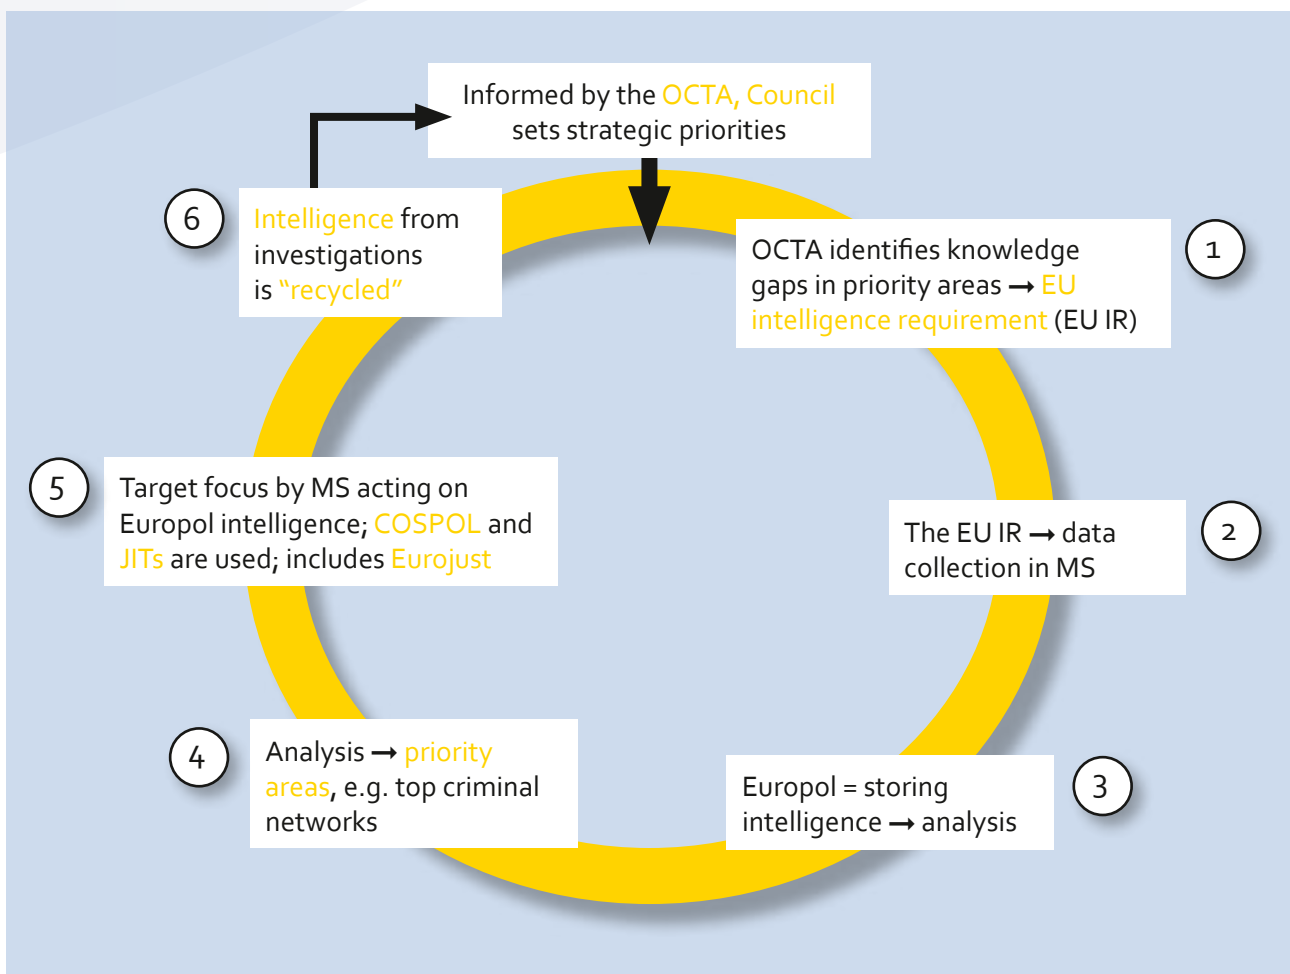 Informed by the OCTA, Council
sets strategic priorities
1
OCTA identifies knowledge
gaps in priority areas → EU
intelligence requirement (EU IR)
2
The EU IR → data
collection in MS
3
Europol = storing
intelligence → analysis
4
Analysis → priority
areas, e.g. top criminal
networks
5
Target focus by MS acting on
Europol intelligence; COSPOL and
JITs are used; includes Eurojust
6
Intelligence from
investigations
is “recycled”